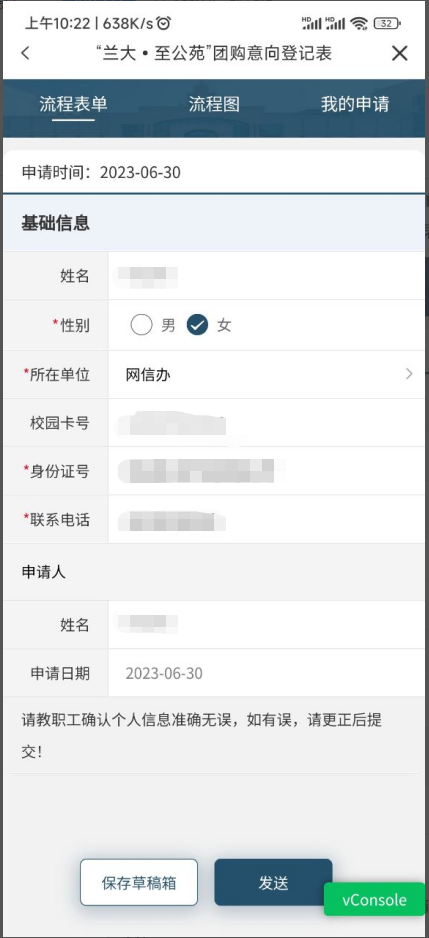 上午10:22 | 638K/s
HD HD 32
“兰大•至公苑”团购意向登记表
流程表单 流程图 我的申请
申请时间：2023-06-30
基础信息
姓名
*性别 男 女
*所在单位 网信办
校园卡号
*身份证号
*联系电话
申请人
姓名
申请日期 2023-06-30
请教职工确认个人信息准确无误，如有误，请更正后提
交！
保存草稿箱 发送
vConsole